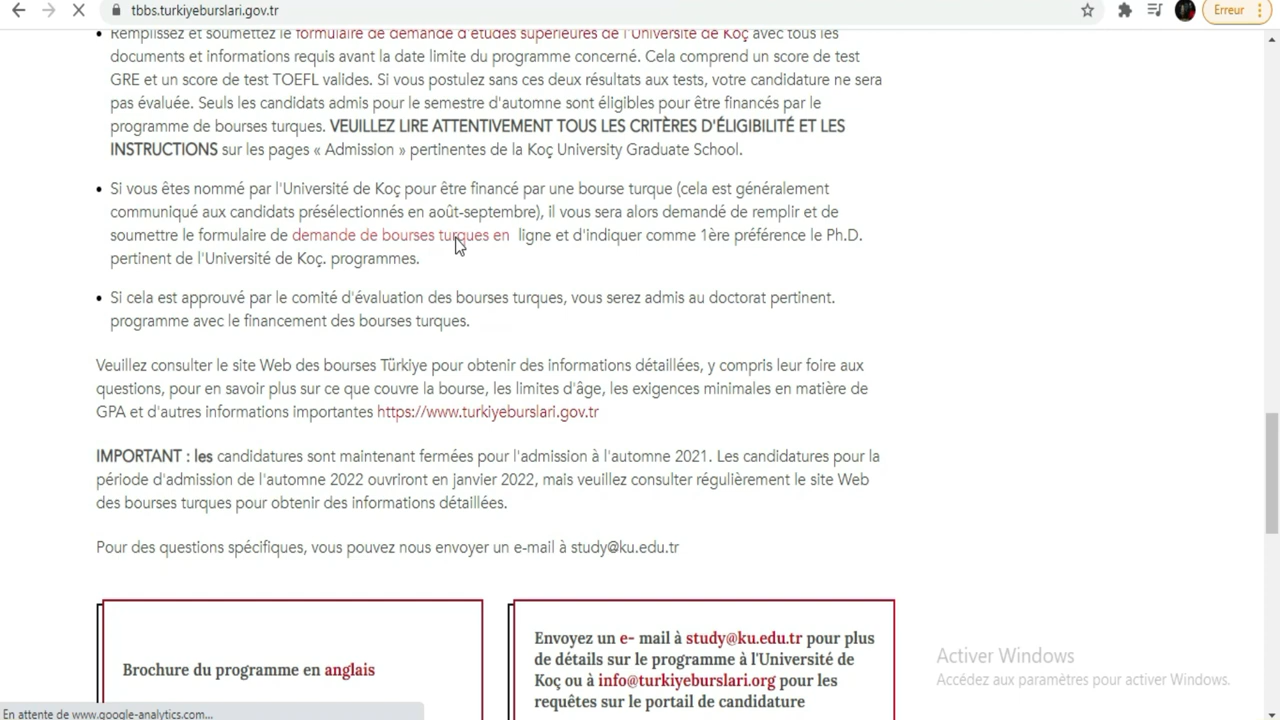 tbbs.turkiyeburslari.gov.tr
Erreur
Remplissez et soumettez le formulaire de demande d'études supérieures de l'Université de Koç avec tous les
documents et informations requis avant la date limite du programme concerné. Cela comprend un score de test
GRE et un score de test TOEFL valides. Si vous postulez sans ces deux résultats aux tests, votre candidature ne sera
pas évaluée. Seuls les candidats admis pour le semestre d'automne sont éligibles pour être financés par le
programme de bourses turques. VEUILLEZ LIRE ATTENTIVEMENT TOUS LES CRITÈRES D'ÉLIGIBILITÉ ET LES
INSTRUCTIONS sur les pages « Admission » pertinentes de la Koç University Graduate School.
Si vous êtes nommé par l'Université de Koç pour être financé par une bourse turque (cela est généralement
communiqué aux candidats présélectionnés en août-septembre), il vous sera alors demandé de remplir et de
soumettre le formulaire de demande de bourses turques en ligne et d'indiquer comme 1ère préférence le Ph.D.
pertinent de l'Université de Koç. programmes.
Si cela est approuvé par le comité d'évaluation des bourses turques, vous serez admis au doctorat pertinent.
programme avec le financement des bourses turques.
Veuillez consulter le site Web des bourses Türkiye pour obtenir des informations détaillées, y compris leur foire aux
questions, pour en savoir plus sur ce que couvre la bourse, les limites d'âge, les exigences minimales en matière de
GPA et d'autres informations importantes https://www.turkiyeburslari.gov.tr
IMPORTANT : les candidatures sont maintenant fermées pour l'admission à l'automne 2021. Les candidatures pour la
période d'admission de l'automne 2022 ouvriront en janvier 2022, mais veuillez consulter régulièrement le site Web
des bourses turques pour obtenir des informations détaillées.
Pour des questions spécifiques, vous pouvez nous envoyer un e-mail à study@ku.edu.tr
Brochure du programme en anglais
Envoyez un e- mail à study@ku.edu.tr pour plus
de détails sur le programme à l'Université de
Koç ou à info@turkiyeburslari.org pour les
requêtes sur le portail de candidature
Activer Windows
Accédez aux paramètres pour activer Windows.
En attente de www.google-analytics.com...